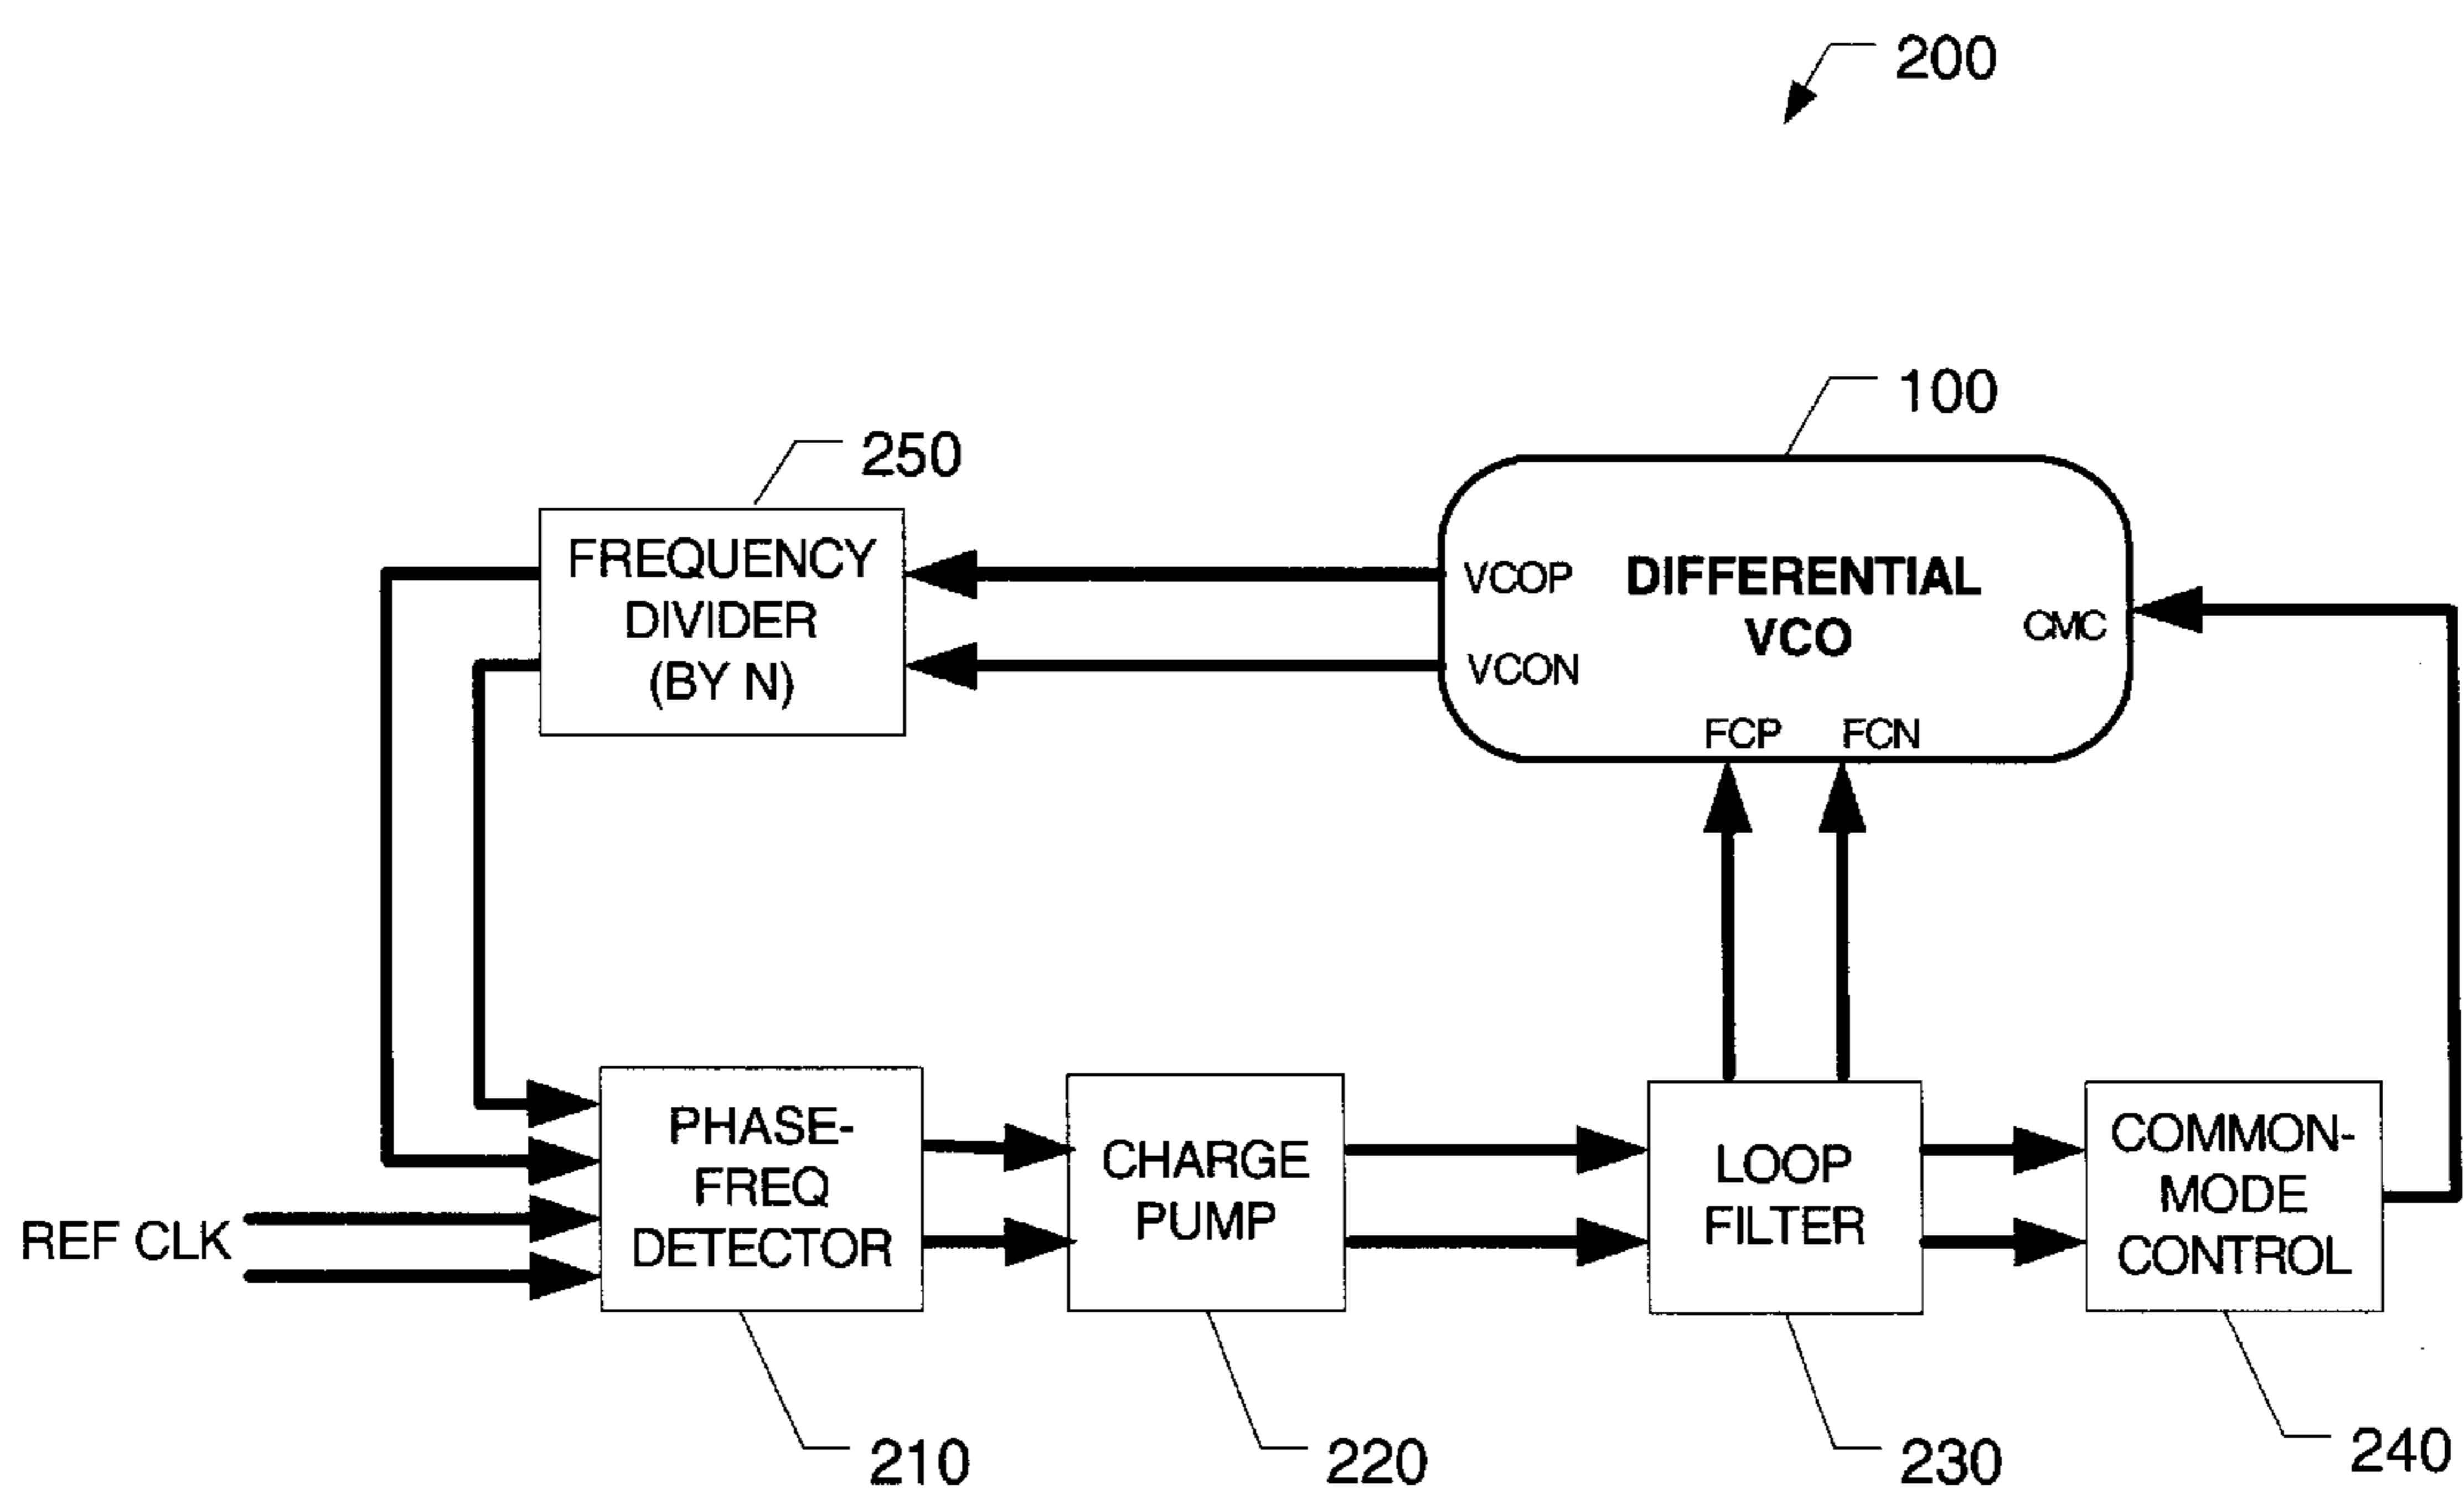 200
100
250
FREQUENCY
DIVIDER
(BY N)
VCOP
VCON
DIFFERENTIAL
VCO
CMC
FCP
FCN
REF CLK
PHASE-
FREQ
DETECTOR
CHARGE
PUMP
LOOP
FILTER
COMMON-
MODE
CONTROL
210
220
230
240